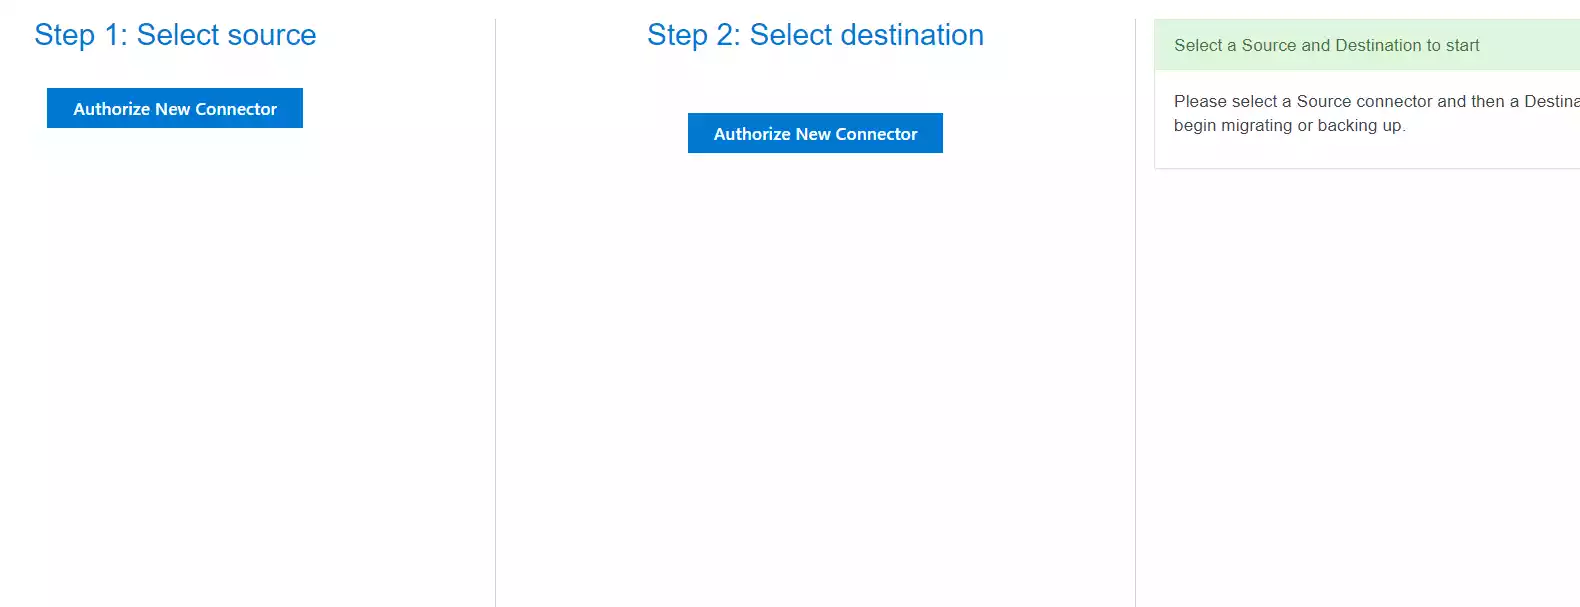 Step 1: Select source
Authorize New Connector
Step 2: Select destination
Authorize New Connector
Select a Source and Destination to start
Please select a Source connector and then a Destina
begin migrating or backing up.